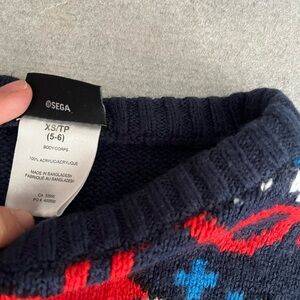 ©SEGA
XS/TP
(5-6)
BODY:CORPS
100% ACRYLIC/ACRYLIQUE
MADE IN BANGLADESH
FABRIQUÉ AU BANGLADESH